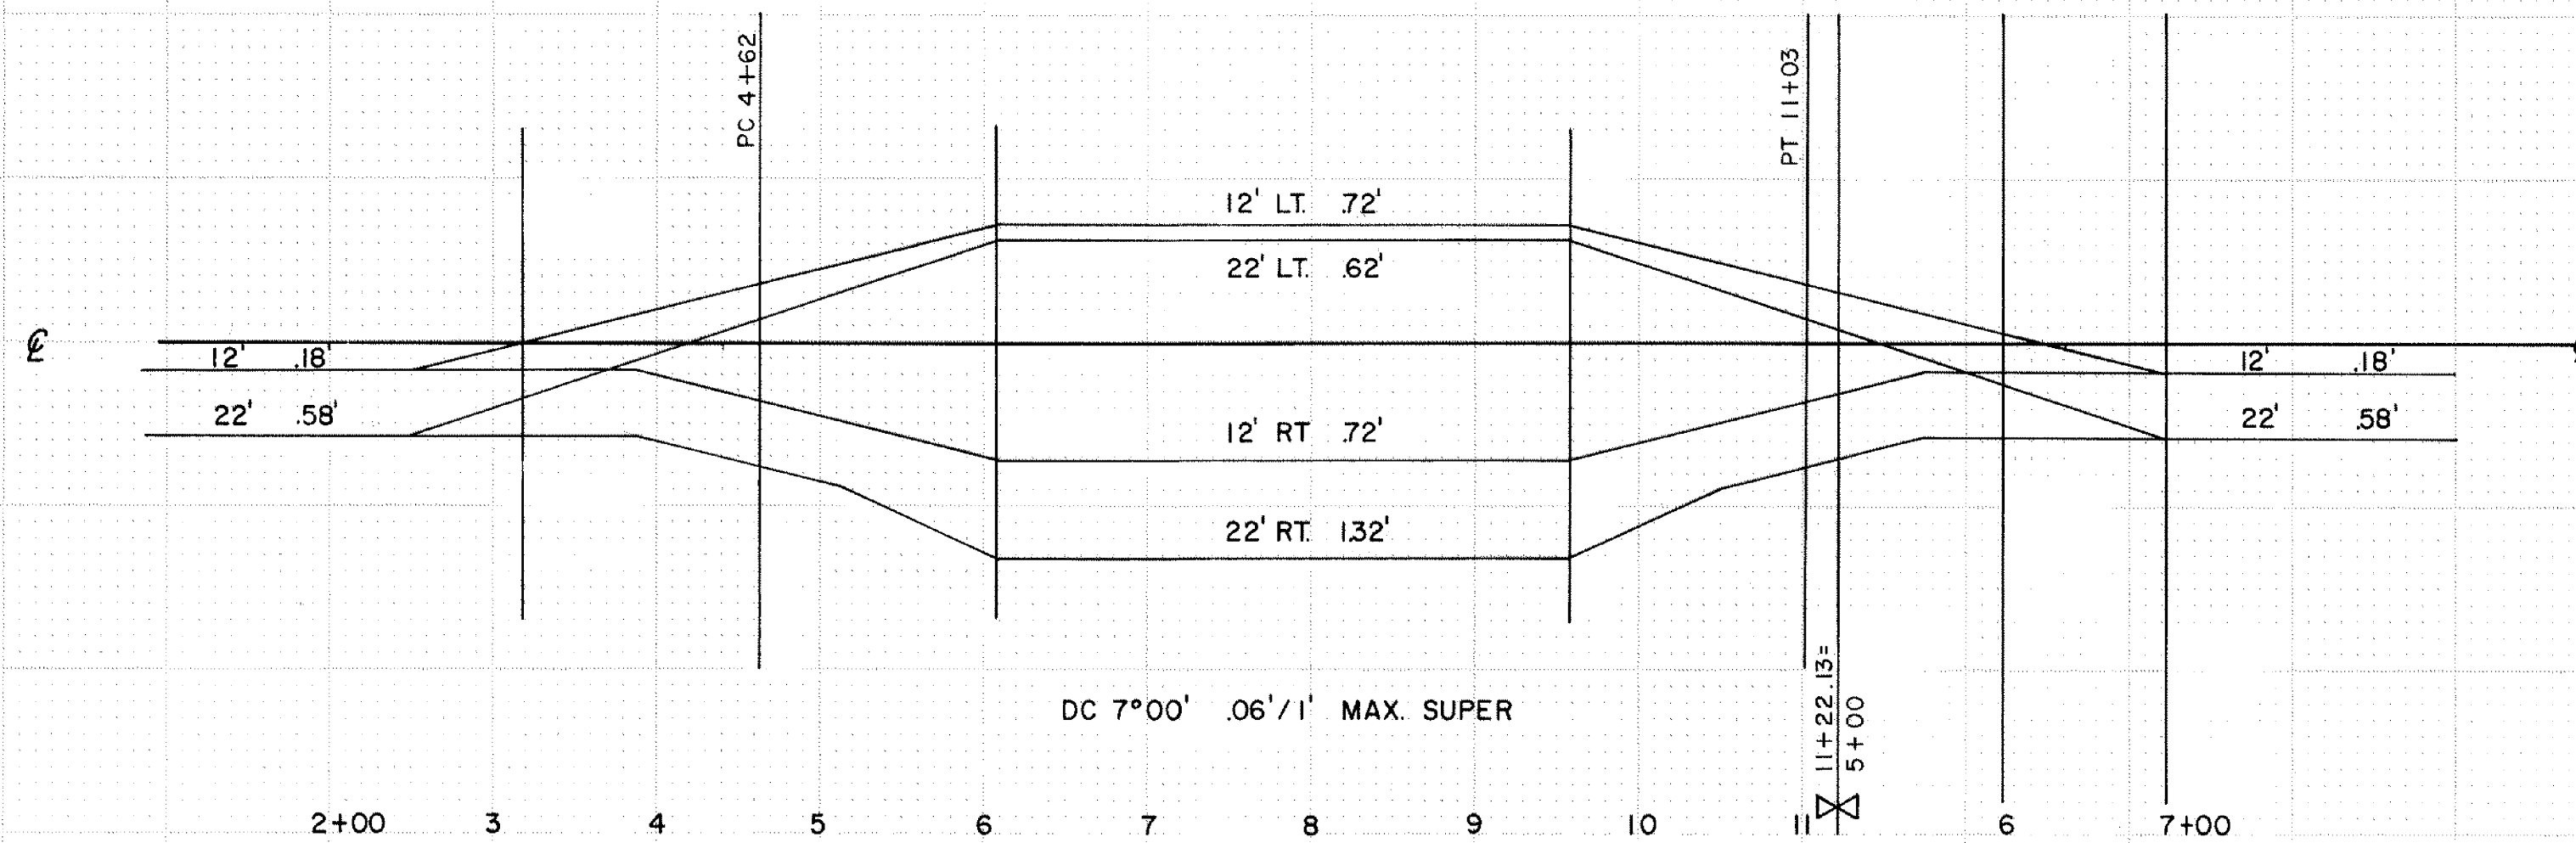 PC 4+62
PT 11+03
12' LT. .72'
22' LT. .62'
℄
12' .18'
12' .18'
22' .58'
22' .58'
12' RT .72'
22' RT. 1.32'
DC 7°00' .06'/1' MAX. SUPER
11+22.13=
5+00
2+00 3 4 5 6 7 8 9 10 11 6 7+00